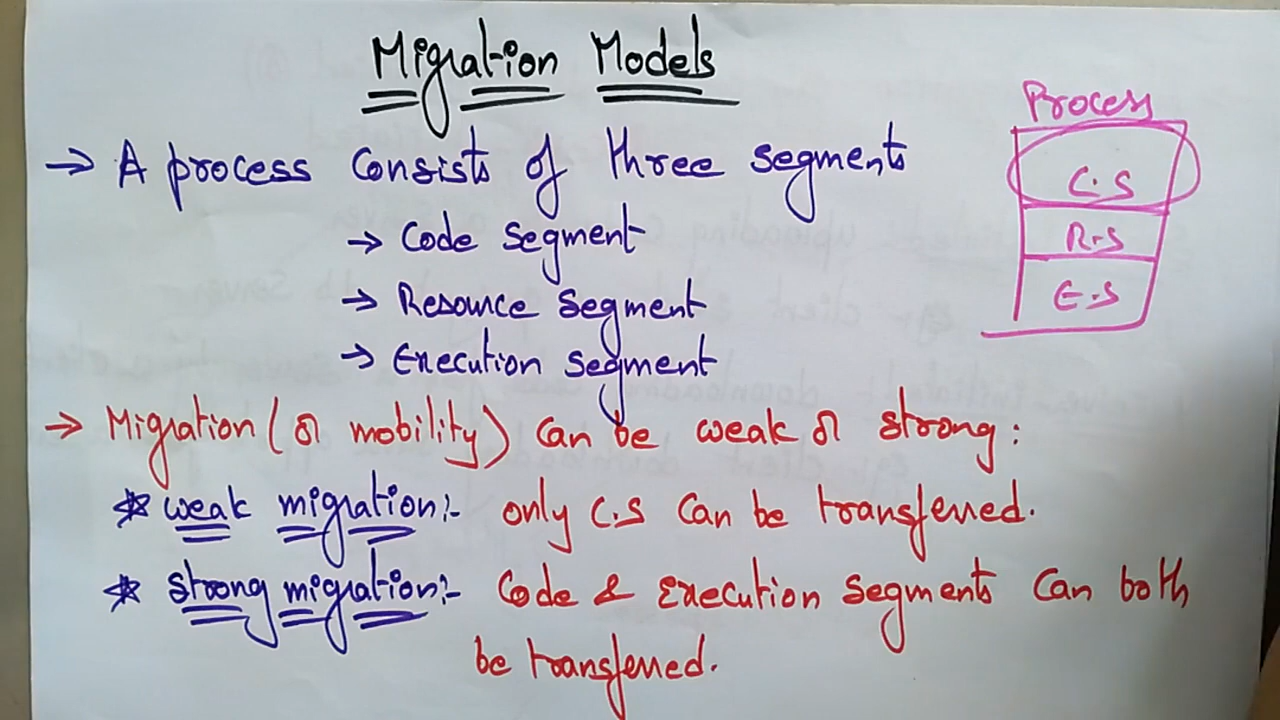 Migration Models
→ A process consists of three segments
→ Code segment
→ Resource segment
→ Execution segment
→ Migration (or mobility) can be weak or strong:
* weak migration:- only C.S can be transferred.
* strong migration:- Code & Execution segments can both
be transferred.
Process
C.S
R.S
E.S